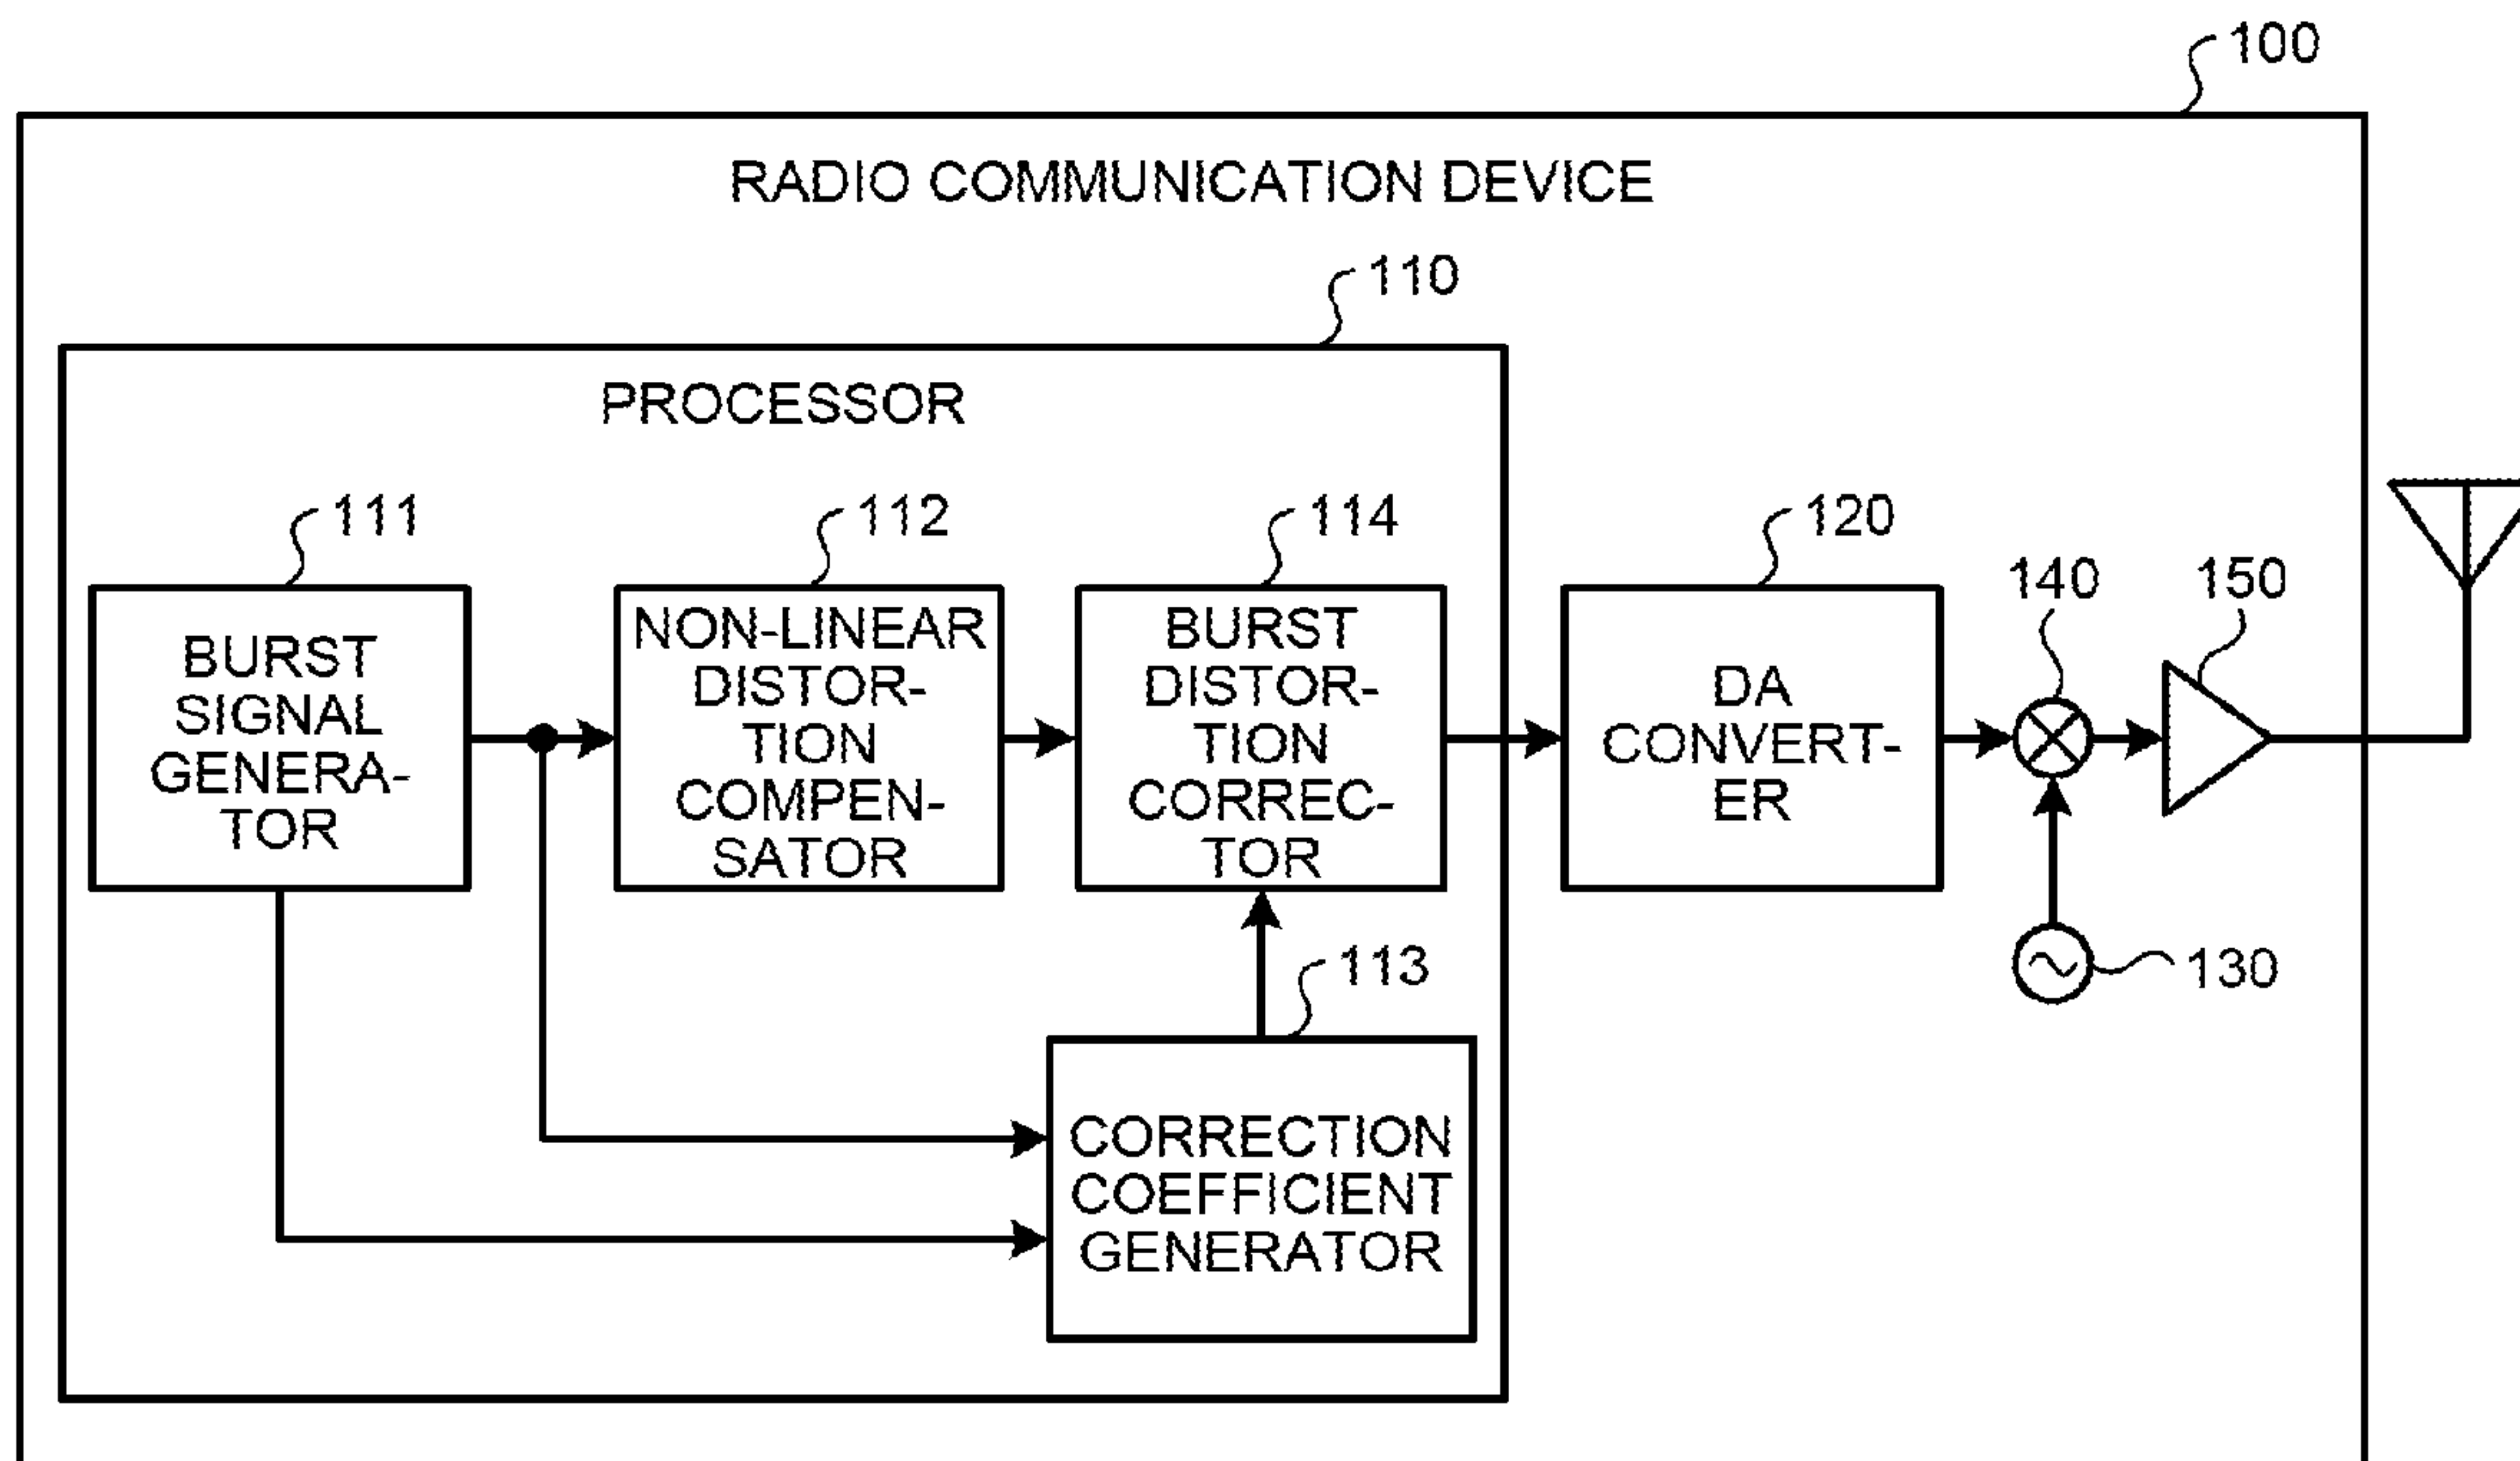 100
RADIO COMMUNICATION DEVICE
110
PROCESSOR
111
112
114
120
140
150
BURST
SIGNAL
GENERA-
TOR
NON-LINEAR
DISTOR-
TION
COMPEN-
SATOR
BURST
DISTOR-
TION
CORREC-
TOR
DA
CONVERT-
ER
113
130
CORRECTION
COEFFICIENT
GENERATOR